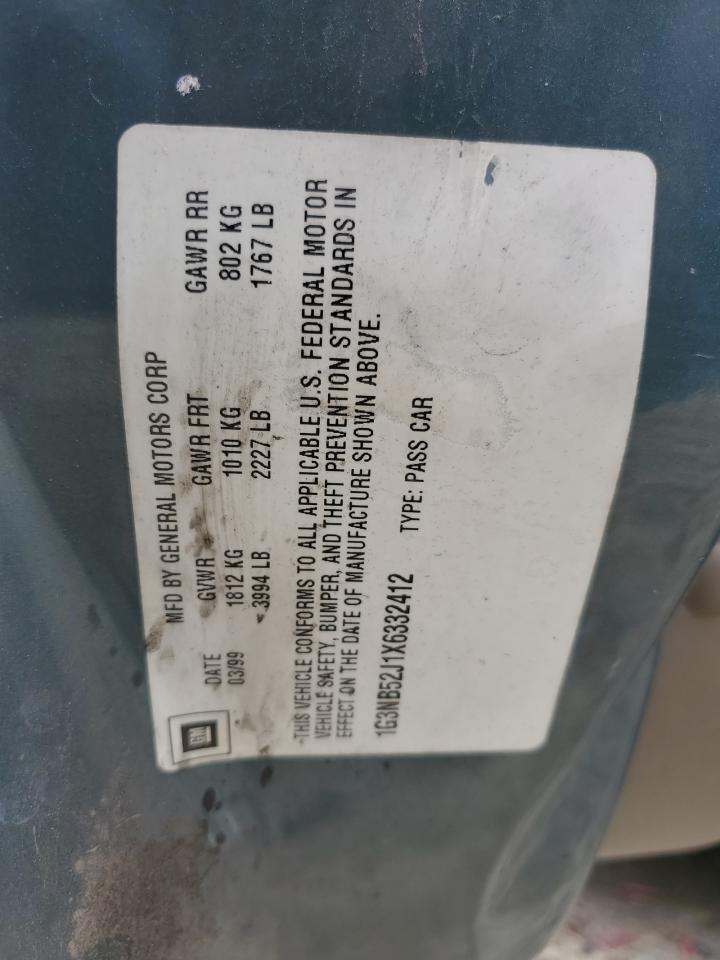 GM
MFD BY GENERAL MOTORS CORP
DATE GVWR GAWR FRT GAWR RR
03/99 1812 KG 1010 KG 802 KG
3994 LB 2227 LB 1767 LB
THIS VEHICLE CONFORMS TO ALL APPLICABLE U.S. FEDERAL MOTOR
VEHICLE SAFETY, BUMPER, AND THEFT PREVENTION STANDARDS IN
EFFECT ON THE DATE OF MANUFACTURE SHOWN ABOVE.
1G3NB52J1X6332412 TYPE: PASS CAR